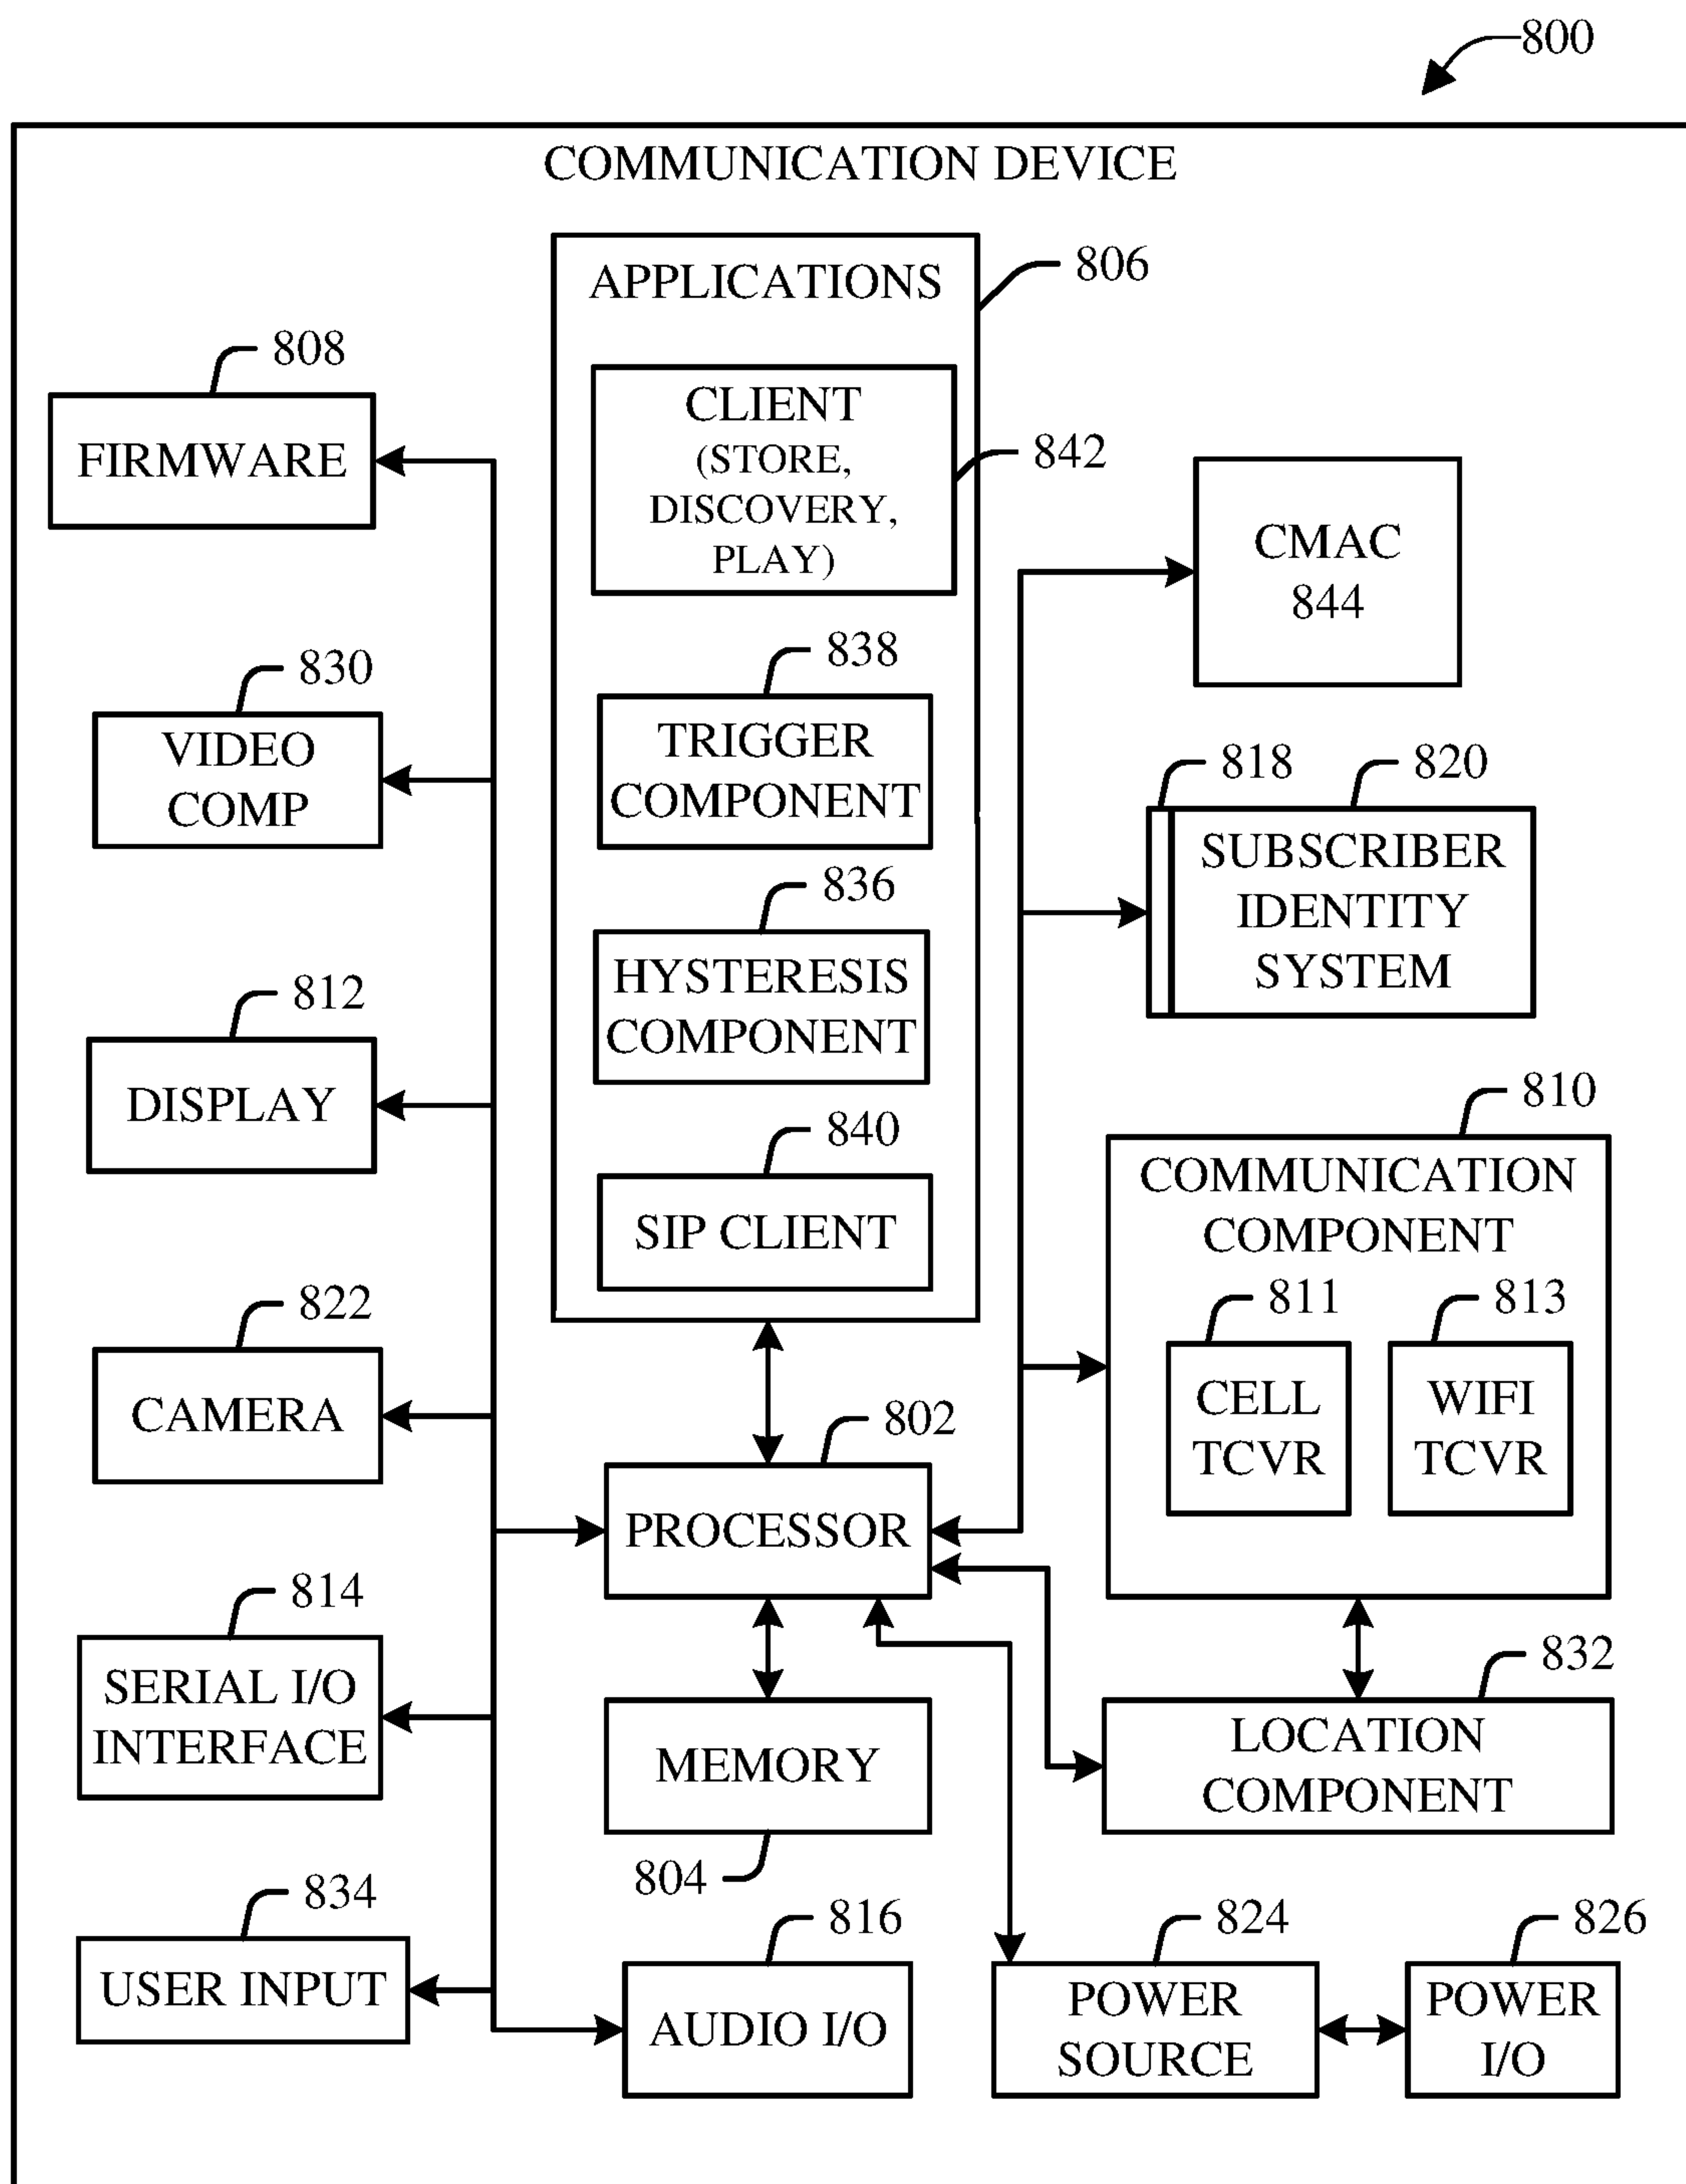 800
COMMUNICATION DEVICE
APPLICATIONS
806
CLIENT
(STORE,
DISCOVERY,
PLAY)
842
838
TRIGGER
COMPONENT
836
HYSTERESIS
COMPONENT
840
SIP CLIENT
808
FIRMWARE
830
VIDEO
COMP
812
DISPLAY
822
CAMERA
814
SERIAL I/O
INTERFACE
834
USER INPUT
802
PROCESSOR
MEMORY
804
816
AUDIO I/O
CMAC
844
818
820
SUBSCRIBER
IDENTITY
SYSTEM
810
COMMUNICATION
COMPONENT
811
CELL
TCVR
813
WIFI
TCVR
832
LOCATION
COMPONENT
824
POWER
SOURCE
826
POWER
I/O